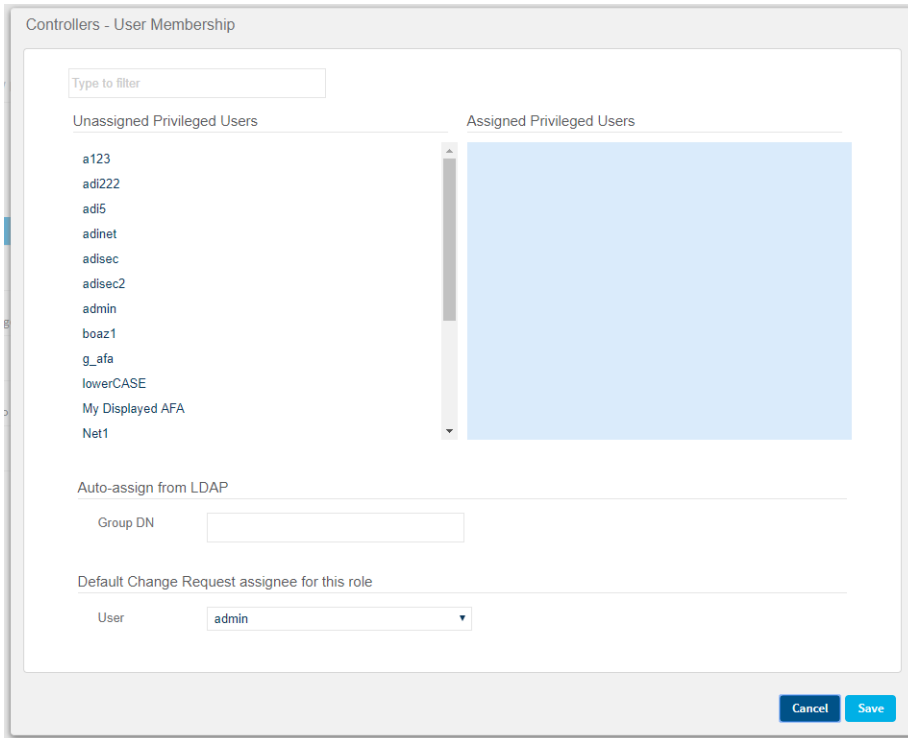 Controllers - User Membership
Type to filter
Unassigned Privileged Users
Assigned Privileged Users
a123
adi222
adi5
adinet
adisec
adisec2
admin
boaz1
g_afa
lowerCASE
My Displayed AFA
Net1
Auto-assign from LDAP
Group DN
Default Change Request assignee for this role
User
admin
Cancel
Save